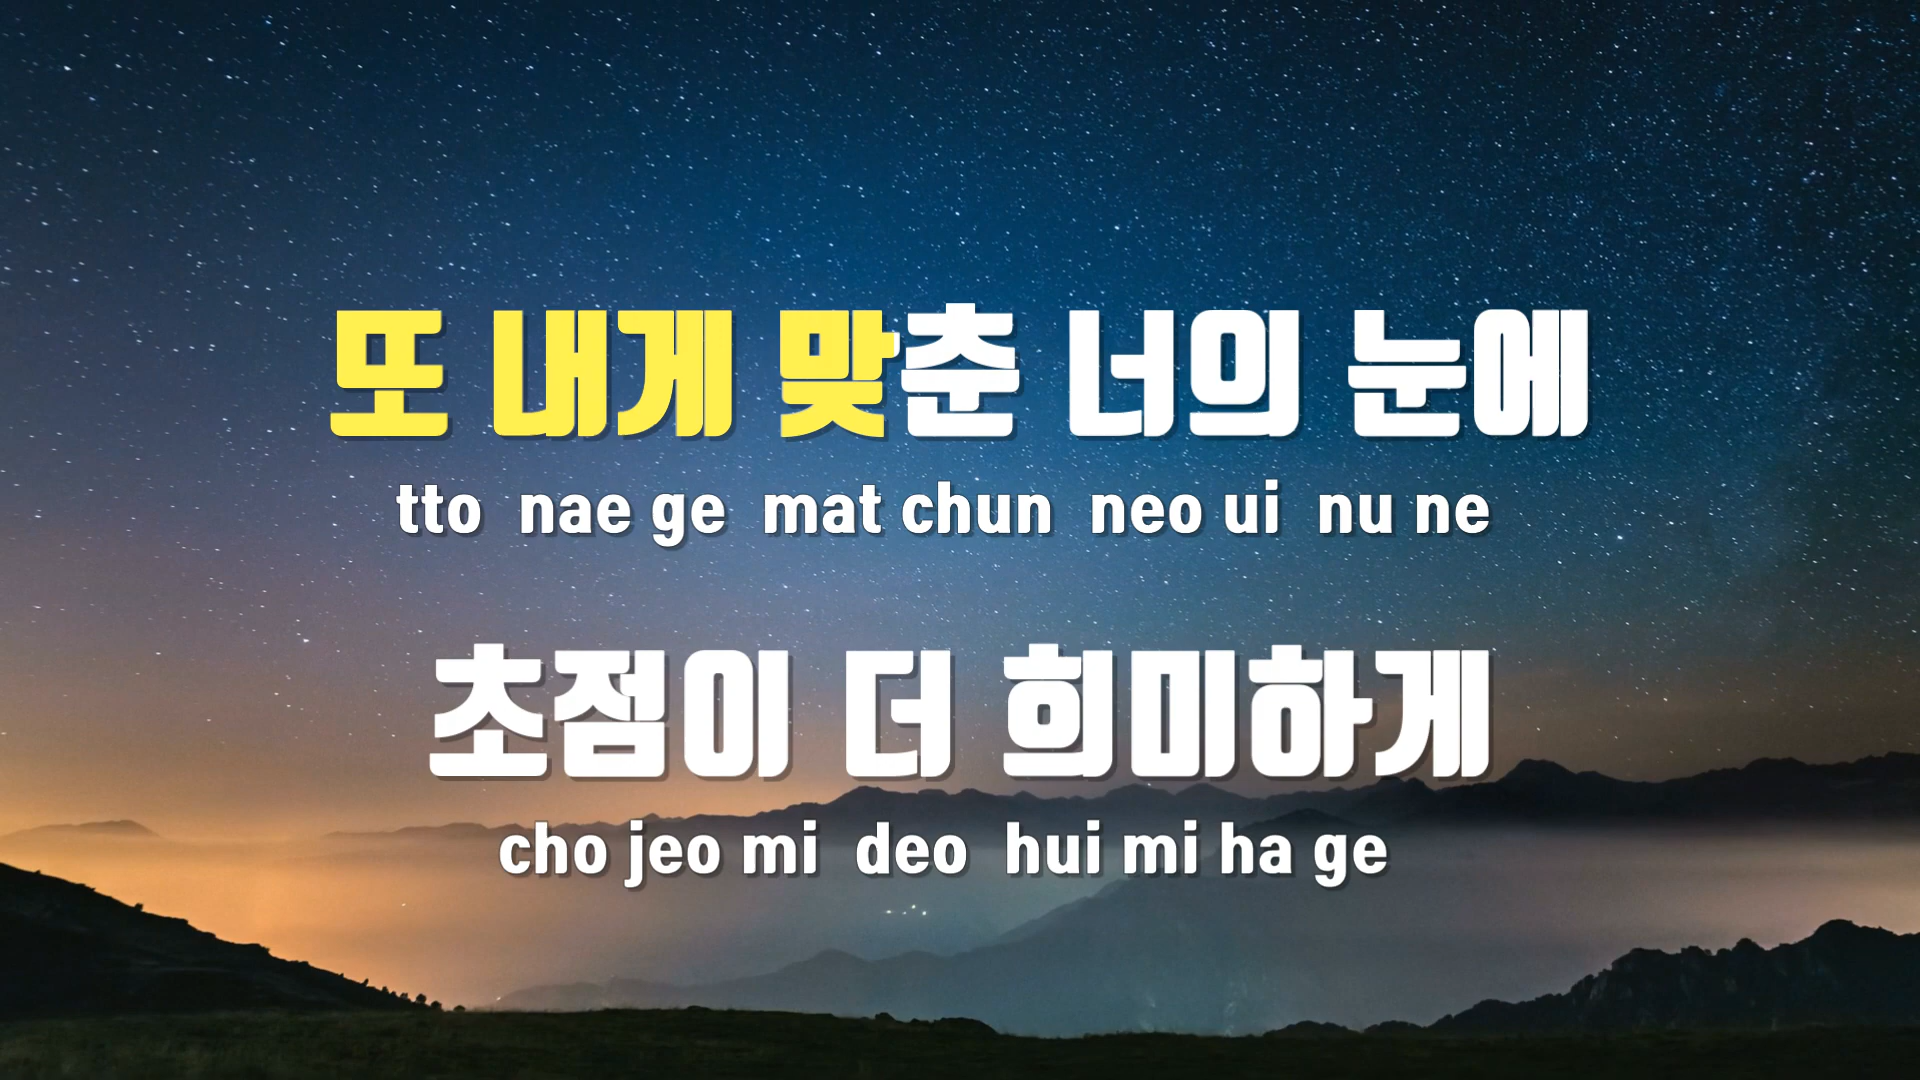 또 내게 맞춘 너의 눈에
tto nae ge mat chun neo ui nu ne
초점이 더 희미하게
cho jeo mi deo hui mi ha ge